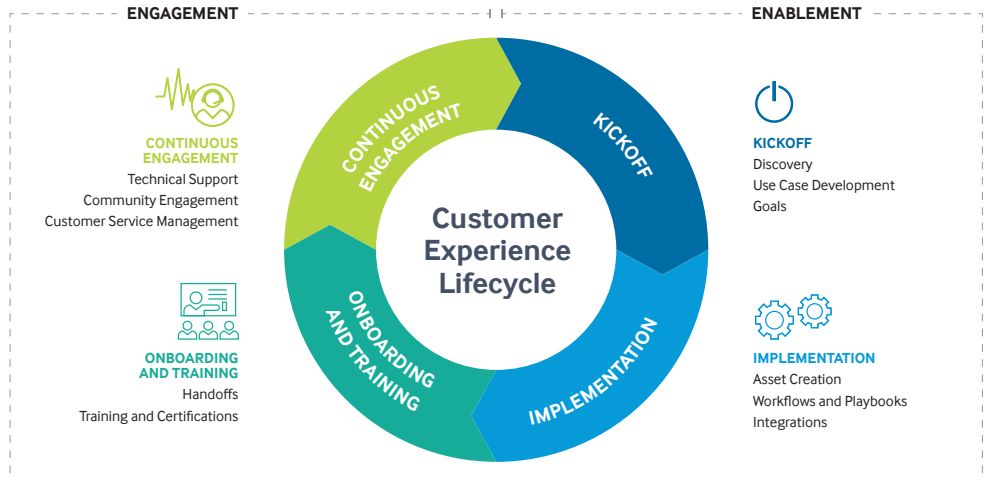 ENGAGEMENT
ENABLEMENT
CONTINUOUS
ENGAGEMENT
Technical Support
Community Engagement
Customer Service Management
ONBOARDING
AND TRAINING
Handoffs
Training and Certifications
CONTINUOUS
ENGAGEMENT
KICKOFF
Customer
Experience
Lifecycle
ONBOARDING
AND TRAINING
IMPLEMENTATION
KICKOFF
Discovery
Use Case Development
Goals
IMPLEMENTATION
Asset Creation
Workflows and Playbooks
Integrations